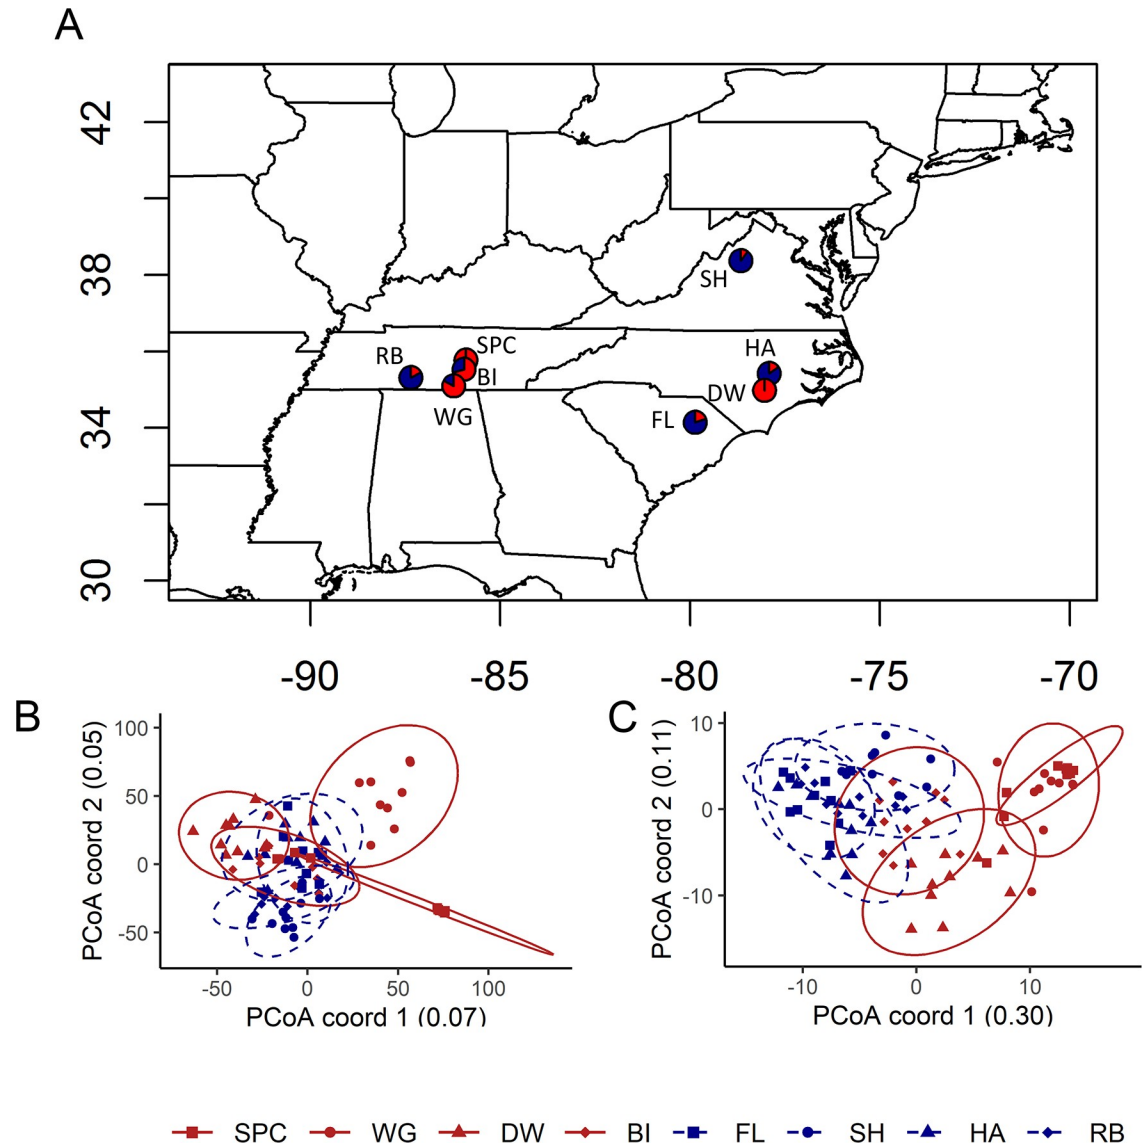 A
42
38
34
30
SH
SPC
RB
BI
WG
HA
DW
FL
-90 -85 -80 -75 -70
B
PCoA coord 2 (0.05)
100
50
0
-50
-50 0 50 100
PCoA coord 1 (0.07)
C
PCoA coord 2 (0.11)
10
0
-10
-10 0 10
PCoA coord 1 (0.30)
SPC WG DW BI FL SH HA RB